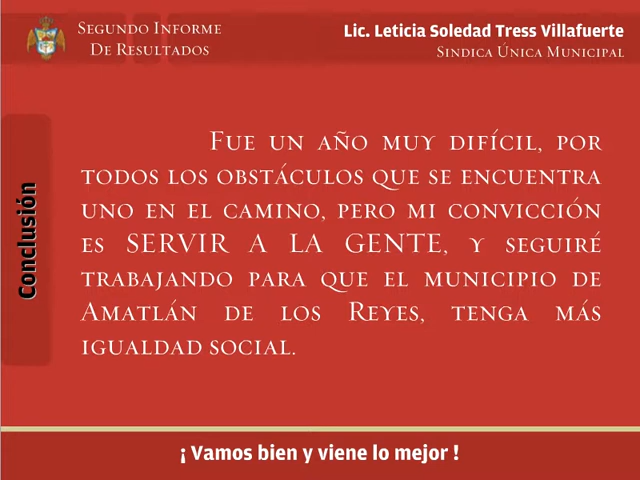 Segundo Informe
De Resultados
Lic. Leticia Soledad Tress Villafuerte
Sindica Única Municipal
Conclusión
Fue un año muy difícil, por
todos los obstáculos que se encuentra
uno en el camino, pero mi convicción
es SERVIR A LA GENTE, y seguiré
trabajando para que el municipio de
Amatlán de los Reyes, tenga más
igualdad social.
¡ Vamos bien y viene lo mejor !